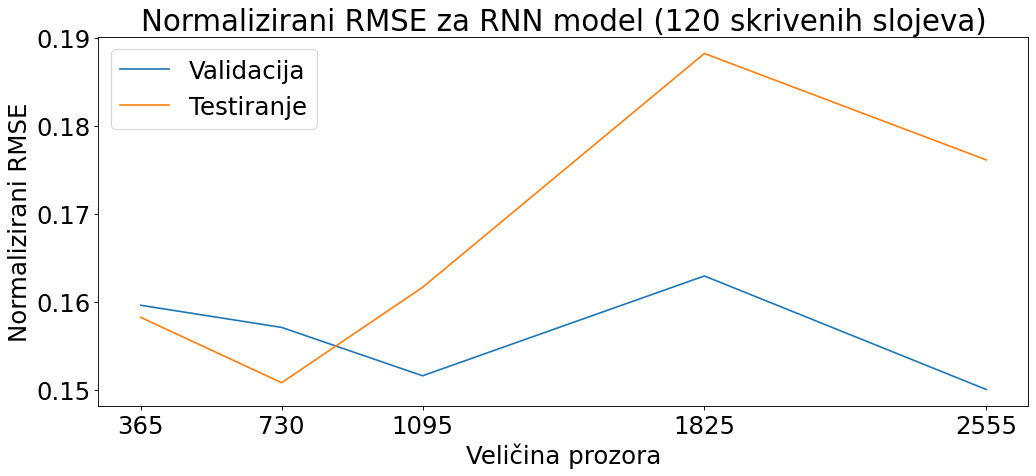 Normalizirani RMSE za RNN model (120 skrivenih slojeva)
Validacija
Testiranje
Normalizirani RMSE
0.19
0.18
0.17
0.16
0.15
365 730 1095 1825 2555
Veličina prozora